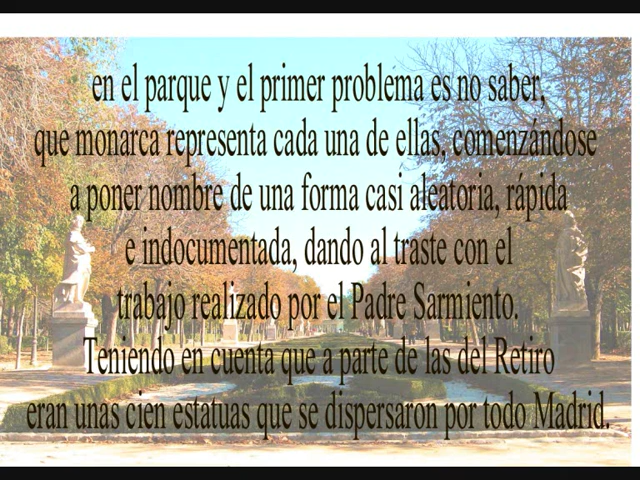 en el parque y el primer problema es no saber,
que monarca representa cada una de ellas, comenzándose
a poner nombre de una forma casi aleatoria, rápida
e indocumentada, dando al traste con el
trabajo realizado por el Padre Sarmiento.
Teniendo en cuenta que a parte de las del Retiro
eran unas cien estatuas que se dispersaron por todo Madrid.